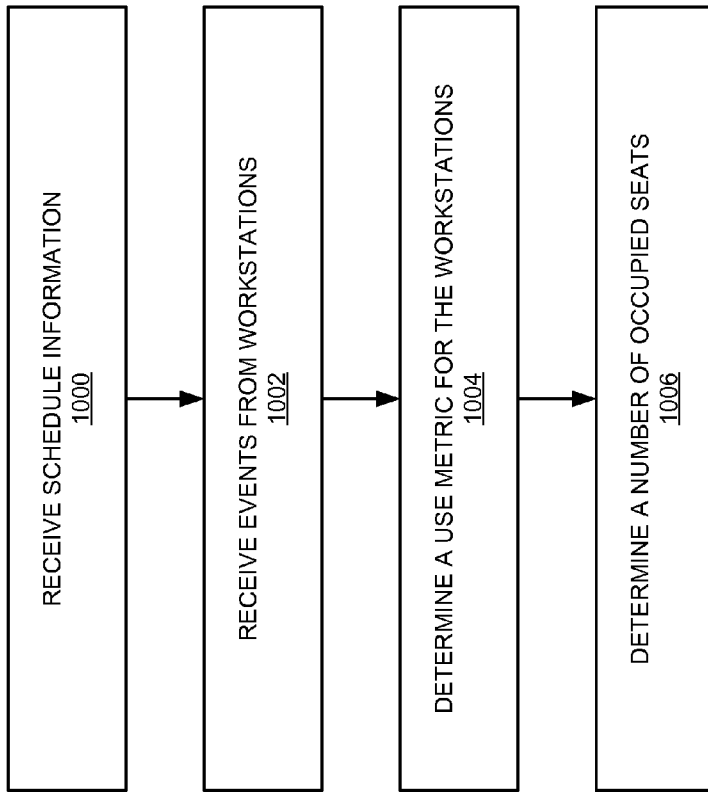 RECEIVE SCHEDULE INFORMATION
1000
RECEIVE EVENTS FROM WORKSTATIONS
1002
DETERMINE A USE METRIC FOR THE WORKSTATIONS
1004
DETERMINE A NUMBER OF OCCUPIED SEATS
1006